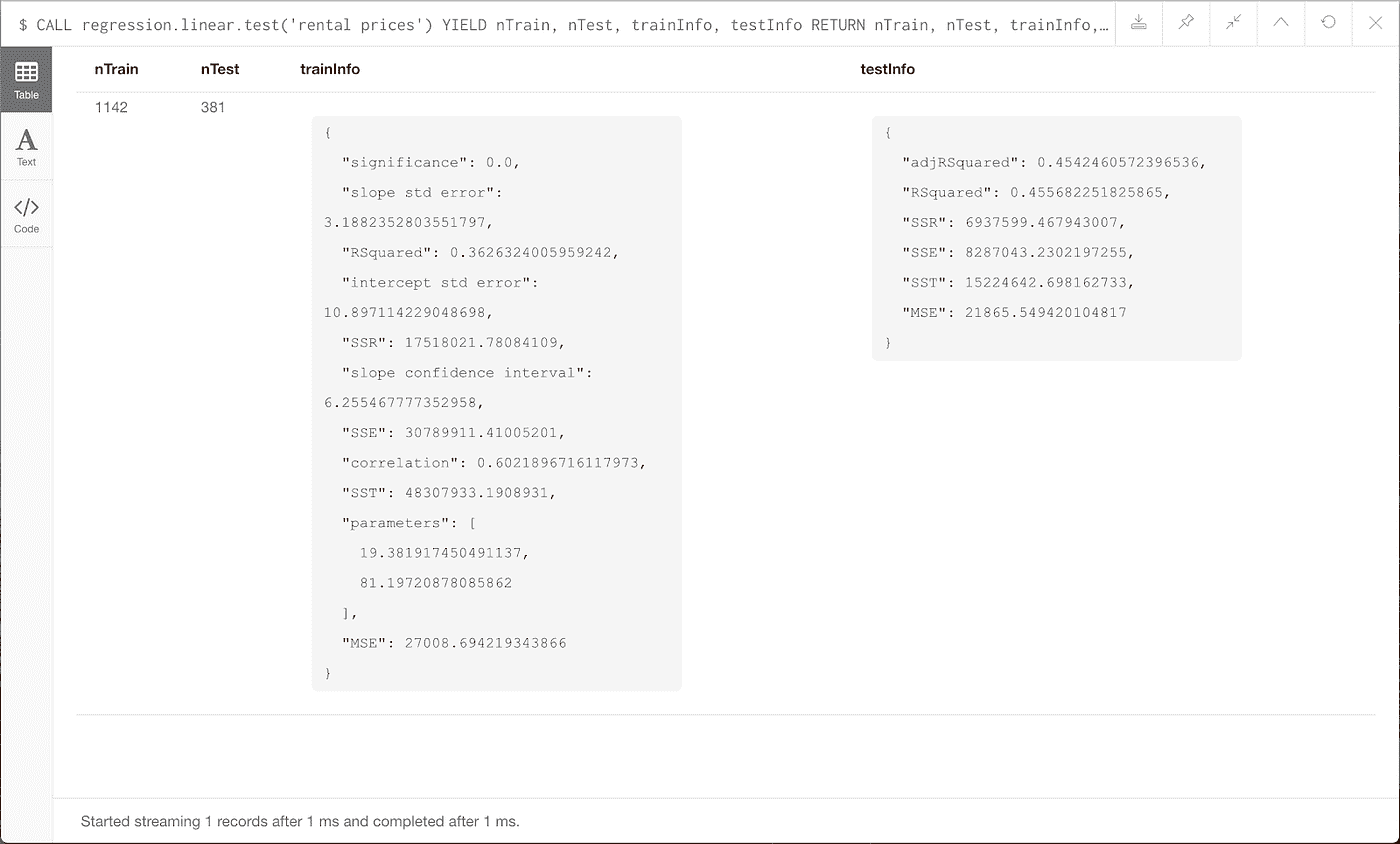 $ CALL regression.linear.test('rental prices') YIELD nTrain, nTest, trainInfo, testInfo RETURN nTrain, nTest, trainInfo,…
Table
Text
Code
nTrain nTest trainInfo testInfo
1142 381
{
"significance": 0.0,
"slope std error":
3.1882352803551797,
"RSquared": 0.3626324005959242,
"intercept std error":
10.897114229048698,
"SSR": 17518021.78084109,
"slope confidence interval":
6.255467777352958,
"SSE": 30789911.41005201,
"correlation": 0.6021896716117973,
"SST": 48307933.1908931,
"parameters": [
19.381917450491137,
81.19720878085862
],
"MSE": 27008.694219343866
}
{
"adjRSquared": 0.4542460572396536,
"RSquared": 0.455682251825865,
"SSR": 6937599.467943007,
"SSE": 8287043.2302197255,
"SST": 15224642.698162733,
"MSE": 21865.549420104817
}
Started streaming 1 records after 1 ms and completed after 1 ms.